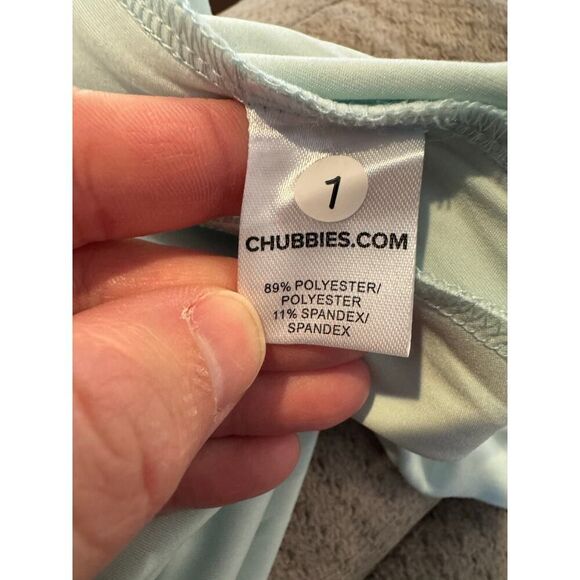 1
CHUBBIES.COM
89% POLYESTER/
POLYESTER
11% SPANDEX/
SPANDEX